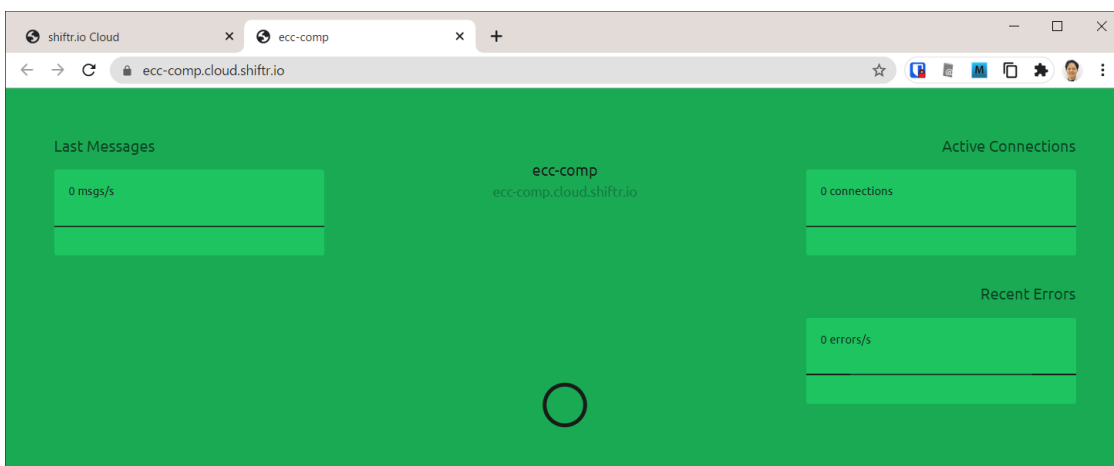 shiftr.io Cloud
ecc-comp
ecc-comp.cloud.shiftr.io
M
Last Messages
0 msgs/s
ecc-comp
ecc-comp.cloud.shiftr.io
Active Connections
0 connections
Recent Errors
0 errors/s